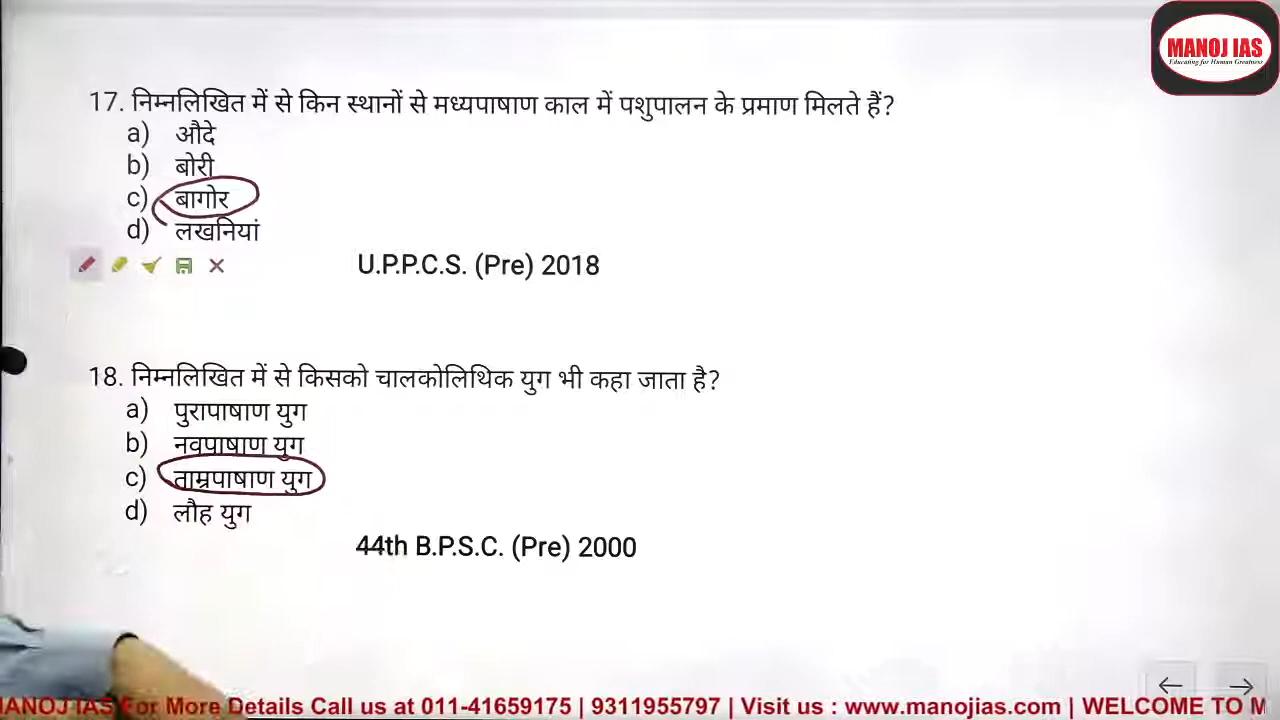 MANOJ IAS
Educating for Human Greatness
17. निम्नलिखित में से किन स्थानों से मध्यपाषाण काल में पशुपालन के प्रमाण मिलते हैं?
a) औदे
b) बोरी
c) बागोर
d) लखनियां
U.P.P.C.S. (Pre) 2018
18. निम्नलिखित में से किसको चालकोलिथिक युग भी कहा जाता है?
a) पुरापाषाण युग
b) नवपाषाण युग
c) ताम्रपाषाण युग
d) लौह युग
44th B.P.S.C. (Pre) 2000
MANOJ IAS For More Details Call us at 011-41659175 | 9311955797 | Visit us : www.manojias.com | WELCOME TO M